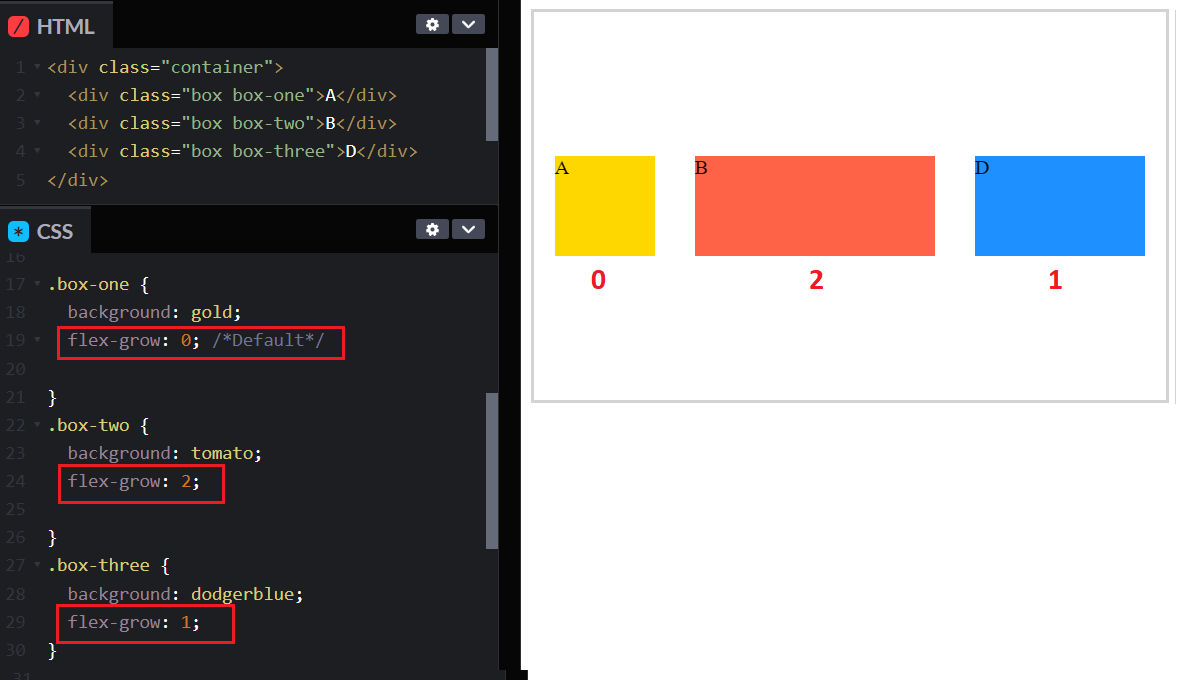 HTML
1 <div class="container">
2 <div class="box box-one">A</div>
3 <div class="box box-two">B</div>
4 <div class="box box-three">D</div>
5 </div>
CSS
16
17 .box-one {
18 background: gold;
19 flex-grow: 0; /*Default*/
20
21 }
22 .box-two {
23 background: tomato;
24 flex-grow: 2;
25
26 }
27 .box-three {
28 background: dodgerblue;
29 flex-grow: 1;
30 }
31
A
B
D
0
2
1